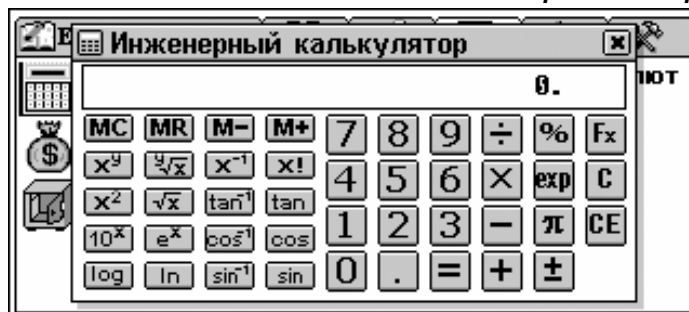 Инженерный калькулятор
ют
0.
MC MR M− M+ 7 8 9 ÷ % Fx
xʸ ʸ√x x⁻¹ x! 4 5 6 × exp C
x² √x tan⁻¹ tan 1 2 3 − π CE
10ˣ eˣ cos⁻¹ cos 0 . = + ±
log ln sin⁻¹ sin